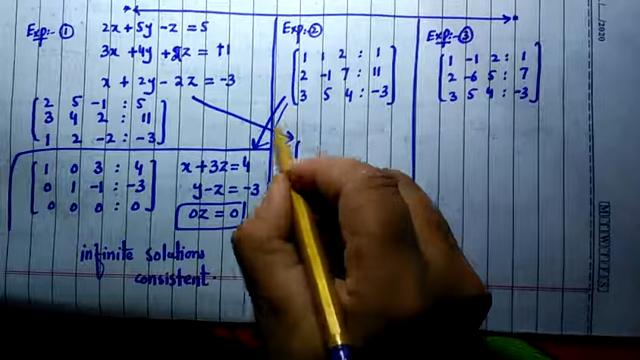 Exp:- ①
2x + 5y - z = 5
3x + 4y + 2z = 11
x + 2y - 2z = -3
[ 2 5 -1 : 5
3 4 2 : 11
1 2 -2 : -3 ]
[ 1 0 3 : 4
0 1 -1 : -3
0 0 0 : 0 ]
x + 3z = 4
y - z = -3
0z = 0
infinite solutions
consistent
Exp:- ②
[ 1 1 2 : 1
2 -1 7 : 11
3 5 4 : -3 ]
Exp:- ③
[ 1 -1 2 : 1
2 -6 5 : 7
3 5 4 : -3 ]
/2020